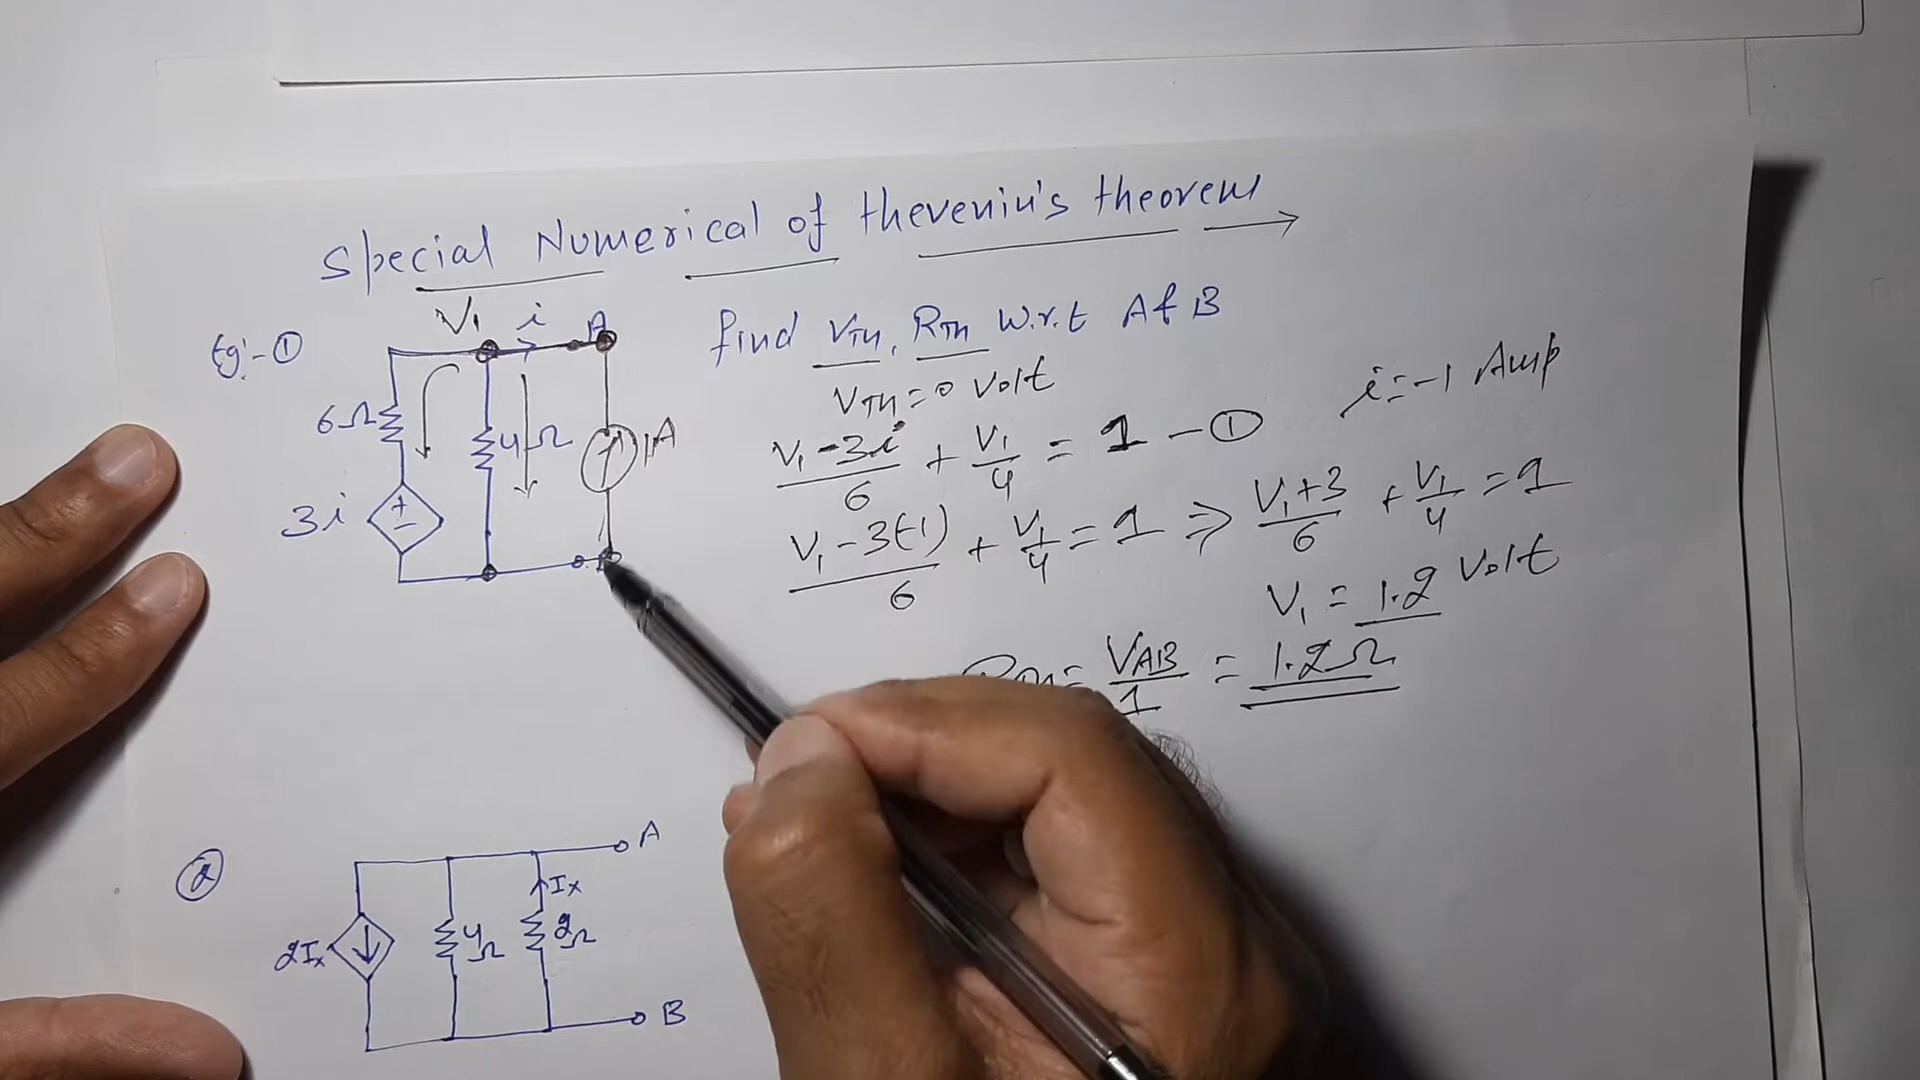 Special Numerical of thevenin's theorem →
Eg:- ①
V₁ i A
6Ω
4Ω
1A
3i
+
-
find VTH, RTH w.r.t A & B
VTH = 0 Volt
i = -1 Amp
V₁ - 3i / 6 + V₁ / 4 = 1 - ①
V₁ - 3(-1) / 6 + V₁ / 4 = 1 ⇒ V₁ + 3 / 6 + V₁ / 4 = 1
V₁ = 1.2 Volt
= VAB / 1 = 1.2Ω
②
A
Ix
2Ix
4Ω
2Ω
B